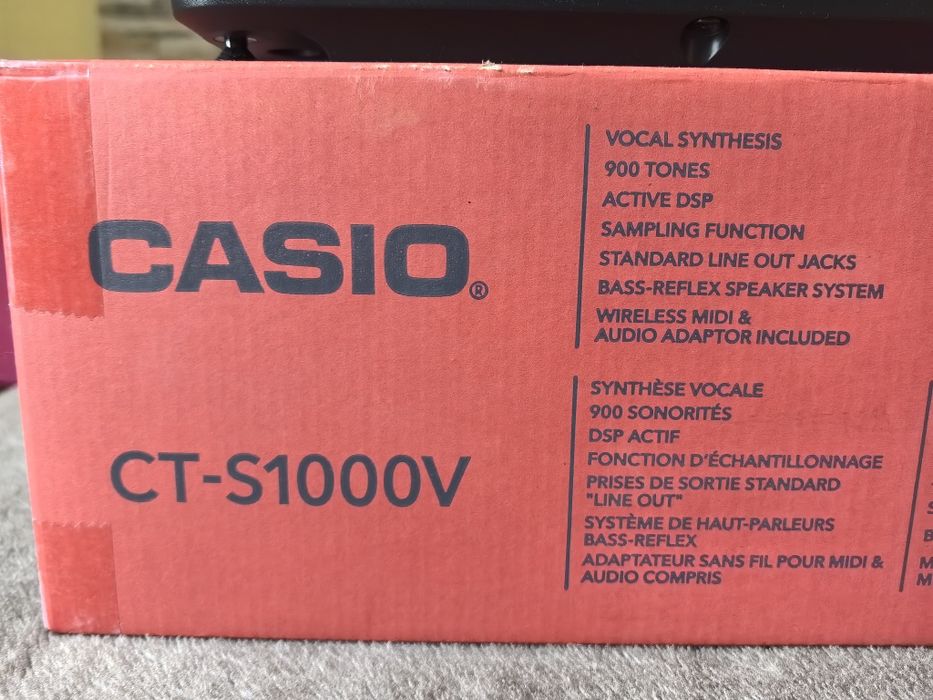 CASIO®
CT-S1000V
VOCAL SYNTHESIS
900 TONES
ACTIVE DSP
SAMPLING FUNCTION
STANDARD LINE OUT JACKS
BASS-REFLEX SPEAKER SYSTEM
WIRELESS MIDI &
AUDIO ADAPTOR INCLUDED
SYNTHÈSE VOCALE
900 SONORITÉS
DSP ACTIF
FONCTION D'ÉCHANTILLONNAGE
PRISES DE SORTIE STANDARD
"LINE OUT"
SYSTÈME DE HAUT-PARLEURS
BASS-REFLEX
ADAPTATEUR SANS FIL POUR MIDI &
AUDIO COMPRIS